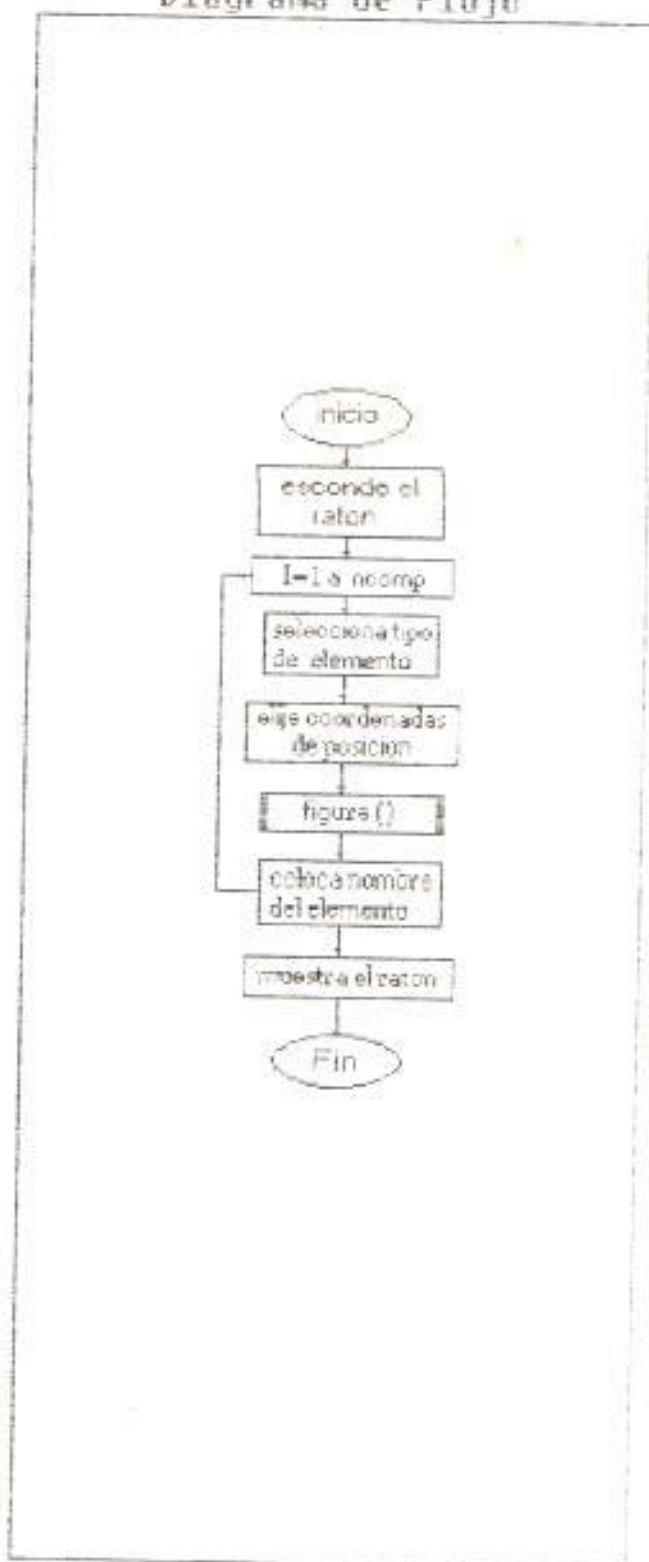 Diagrama de Flujo
inicio
esconde el
raton
I=1 a ncomp
selecciona tipo
de elemento
elije coordenadas
de posicion
figura ()
coloca nombre
del elemento
muestra el raton
Fin